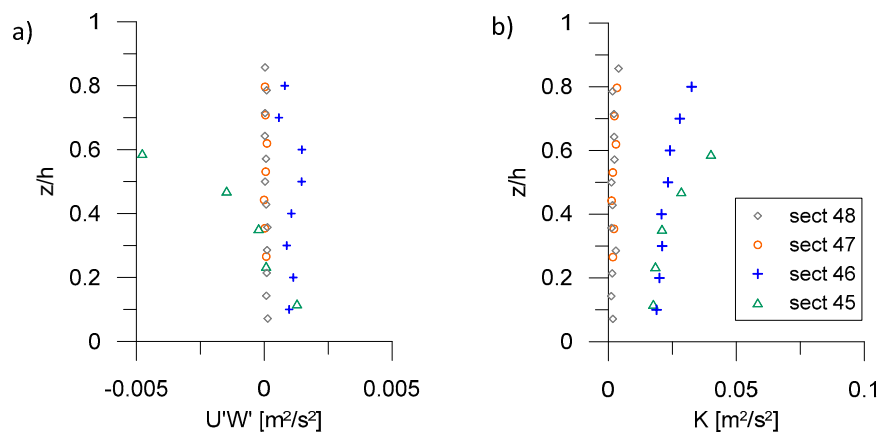 a)
1
0.8
0.6
0.4
0.2
0
z/h
-0.005
0
0.005
U'W' [m²/s²]
b)
1
0.8
0.6
0.4
0.2
0
z/h
0
0.05
0.1
K [m²/s²]
sect 48
sect 47
sect 46
sect 45